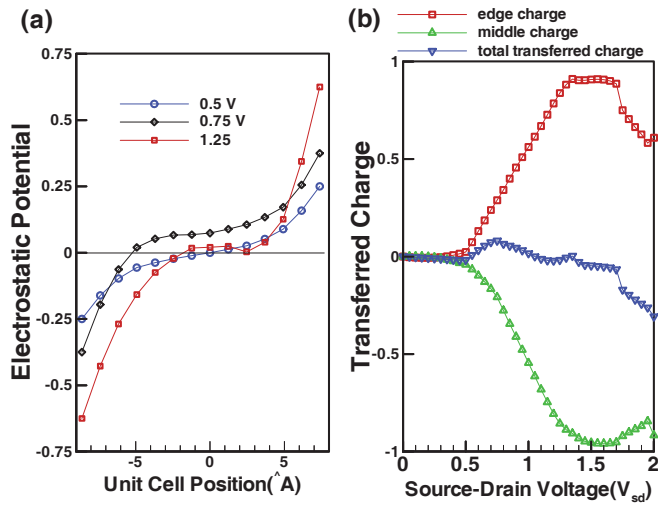 (a)
0.75
0.5
0.25
0
-0.25
-0.5
-0.75
-5
0
5
Electrostatic Potential
Unit Cell Position(^A)
0.5 V
0.75 V
1.25
(b)
edge charge
middle charge
total transferred charge
1
0.5
0
-0.5
-1
0
0.5
1
1.5
2
Transferred Charge
Source-Drain Voltage(Vsd)